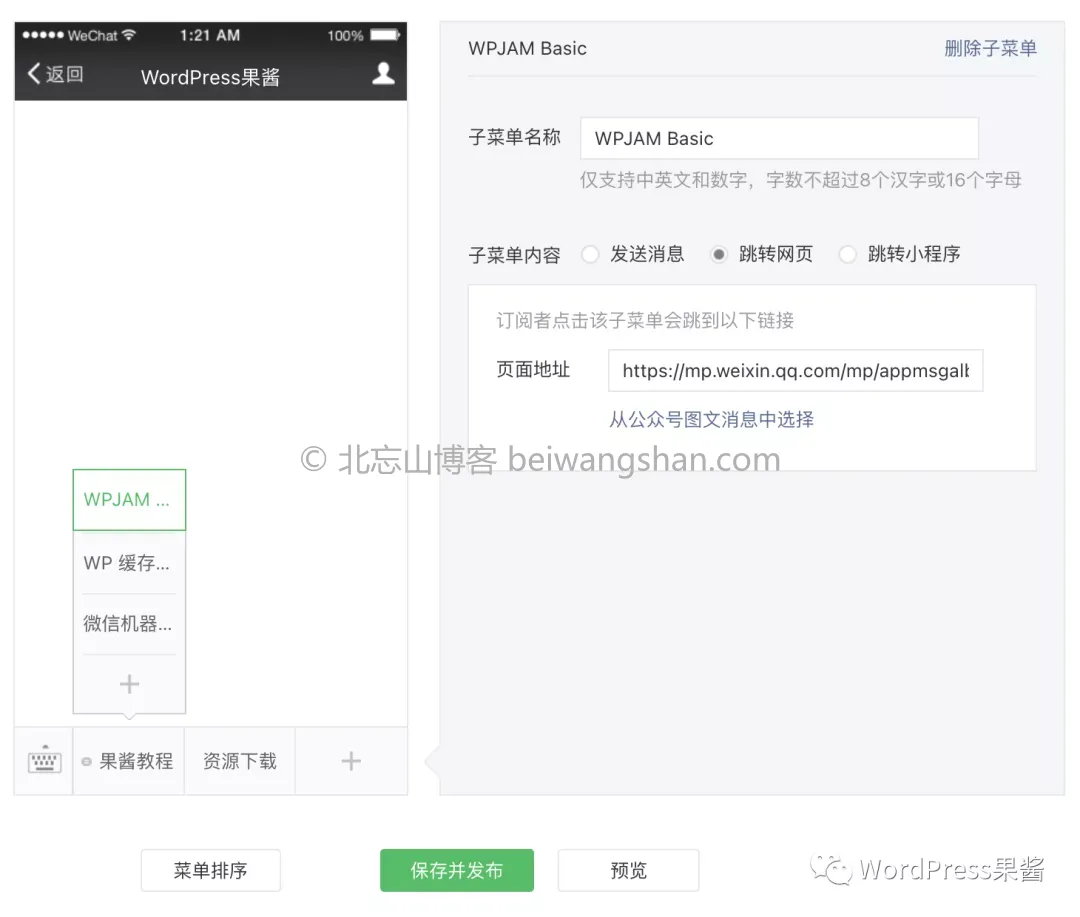 WeChat 1:21 AM 100%
返回 WordPress果酱
WPJAM ...
WP 缓存...
微信机器...
+
果酱教程 资源下载 +
WPJAM Basic 删除子菜单
子菜单名称 WPJAM Basic
仅支持中英文和数字，字数不超过8个汉字或16个字母
子菜单内容 发送消息 跳转网页 跳转小程序
订阅者点击该子菜单会跳到以下链接
页面地址 https://mp.weixin.qq.com/mp/appmsgalb
从公众号图文消息中选择
© 北忘山博客 beiwangshan.com
菜单排序 保存并发布 预览
WordPress果酱